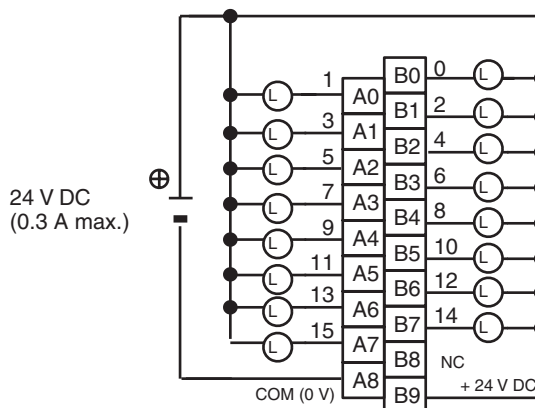 B0 0 L
L 1 A0
B1 2 L
L 3 A1
B2 4 L
L 5 A2
B3 6 L
24 V DC
(0.3 A max.)
L 7 A3
B4 8 L
L 9 A4
B5 10 L
L 11 A5
B6 12 L
L 13 A6
B7 14 L
L 15 A7
B8 NC
COM (0 V) A8
B9 + 24 V DC